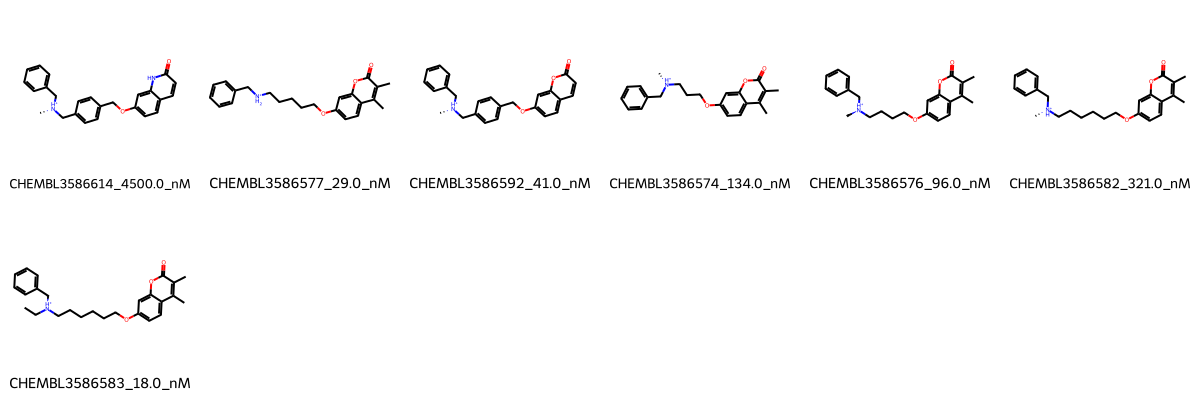 CHEMBL3586614_4500.0_nM
CHEMBL3586577_29.0_nM
CHEMBL3586592_41.0_nM
CHEMBL3586574_134.0_nM
CHEMBL3586576_96.0_nM
CHEMBL3586582_321.0_nM
CHEMBL3586583_18.0_nM